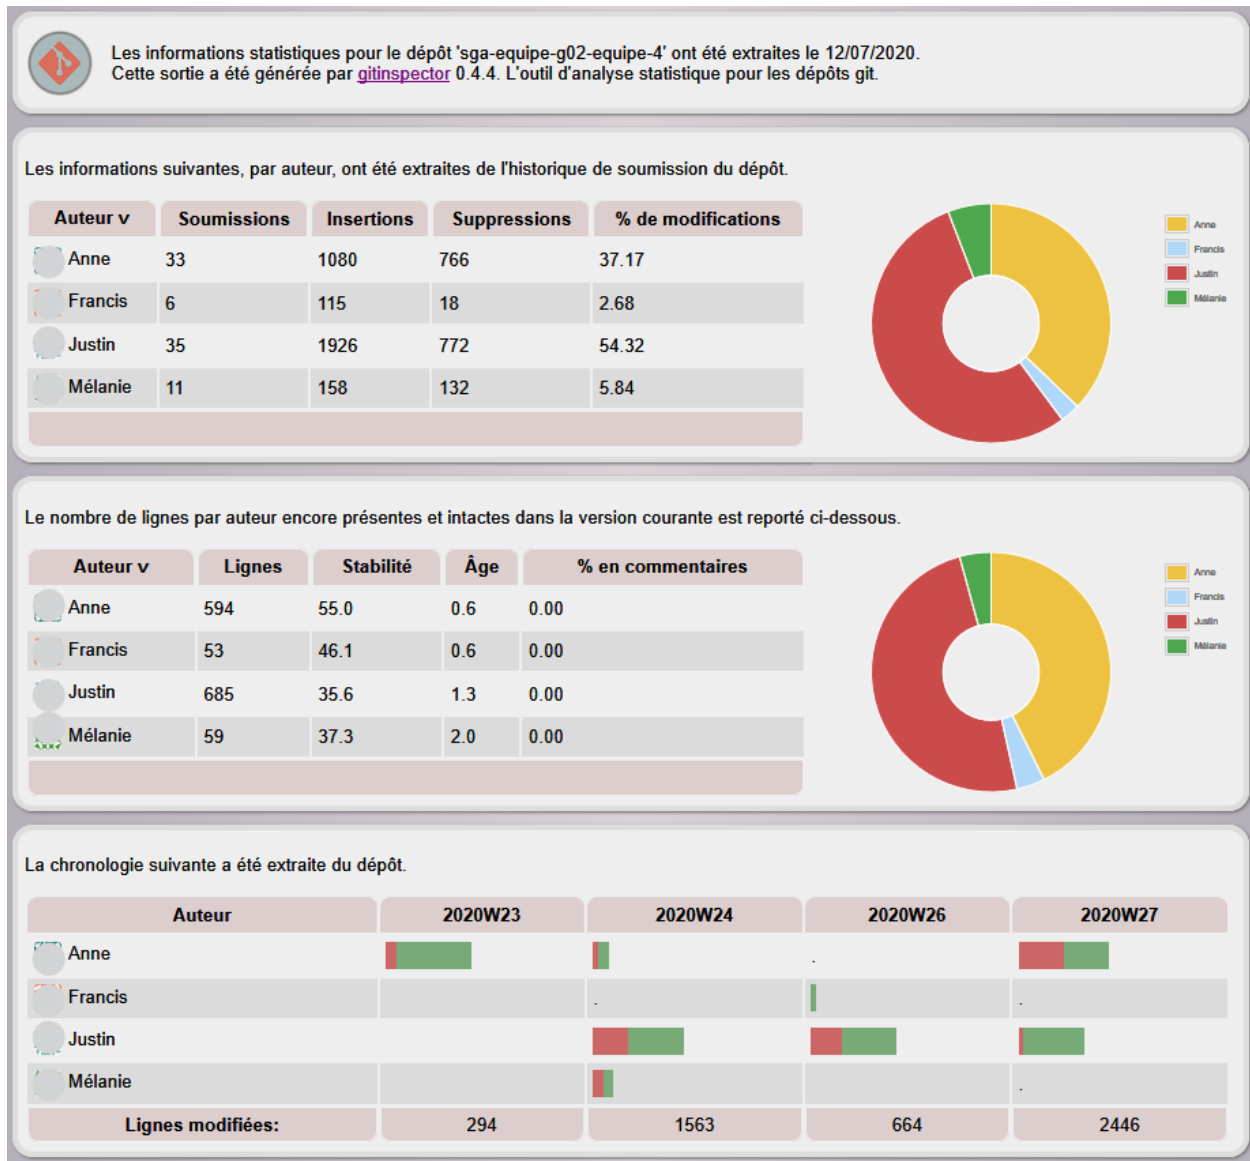 Les informations statistiques pour le dépôt 'sga-equipe-g02-equipe-4' ont été extraites le 12/07/2020.
Cette sortie a été générée par gitinspector 0.4.4. L'outil d'analyse statistique pour les dépôts git.
Les informations suivantes, par auteur, ont été extraites de l'historique de soumission du dépôt.
Auteur v Soumissions Insertions Suppressions % de modifications
Anne 33 1080 766 37.17
Francis 6 115 18 2.68
Justin 35 1926 772 54.32
Mélanie 11 158 132 5.84
Anne
Francis
Justin
Mélanie
Le nombre de lignes par auteur encore présentes et intactes dans la version courante est reporté ci-dessous.
Auteur v Lignes Stabilité Âge % en commentaires
Anne 594 55.0 0.6 0.00
Francis 53 46.1 0.6 0.00
Justin 685 35.6 1.3 0.00
Mélanie 59 37.3 2.0 0.00
Anne
Francis
Justin
Mélanie
La chronologie suivante a été extraite du dépôt.
Auteur 2020W23 2020W24 2020W26 2020W27
Anne .
Francis . .
Justin
Mélanie .
Lignes modifiées: 294 1563 664 2446